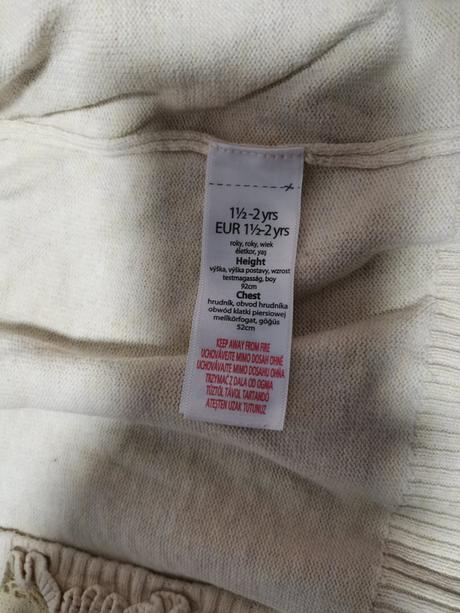 1½-2 yrs
EUR 1½-2 yrs
roky, roky, wiek
életkor, yaş
Height
výška, výška postavy, wzrost
testmagasság, boy
92cm
Chest
hrudník, obvod hrudníka
obwód klatki piersiowej
mellkőrfogat, göğüs
52cm
KEEP AWAY FROM FIRE
UCHOVÁVEJTE MIMO DOSAH OHNĚ
UCHOVÁVAJTE MIMO DOSAHU OHŇA
TRZYMAĆ Z DALA OD OGNIA
TŰZTŐL TÁVOL TARTANDÓ
ATEŞTEN UZAK TUTUNUZ